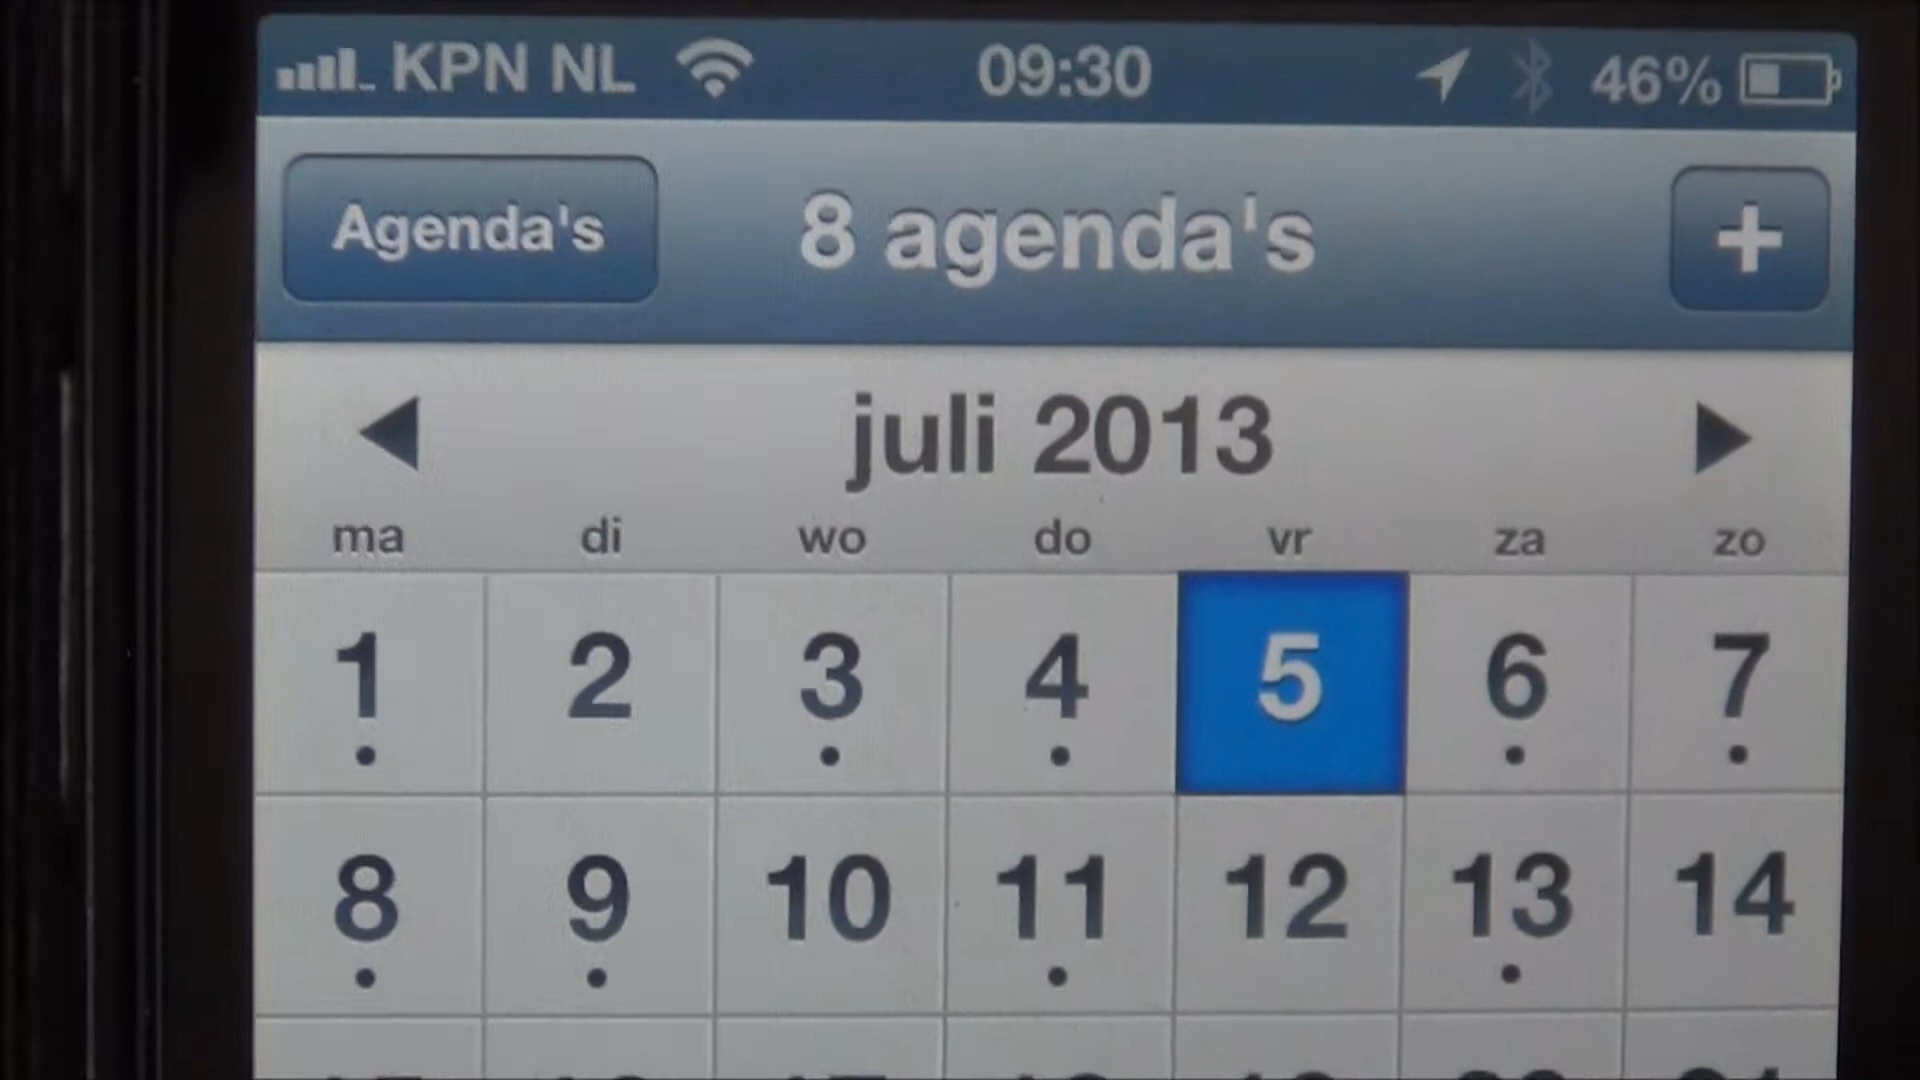 KPN NL 09:30 46%
Agenda's 8 agenda's +
juli 2013
ma di wo do vr za zo
1 2 3 4 5 6 7
8 9 10 11 12 13 14